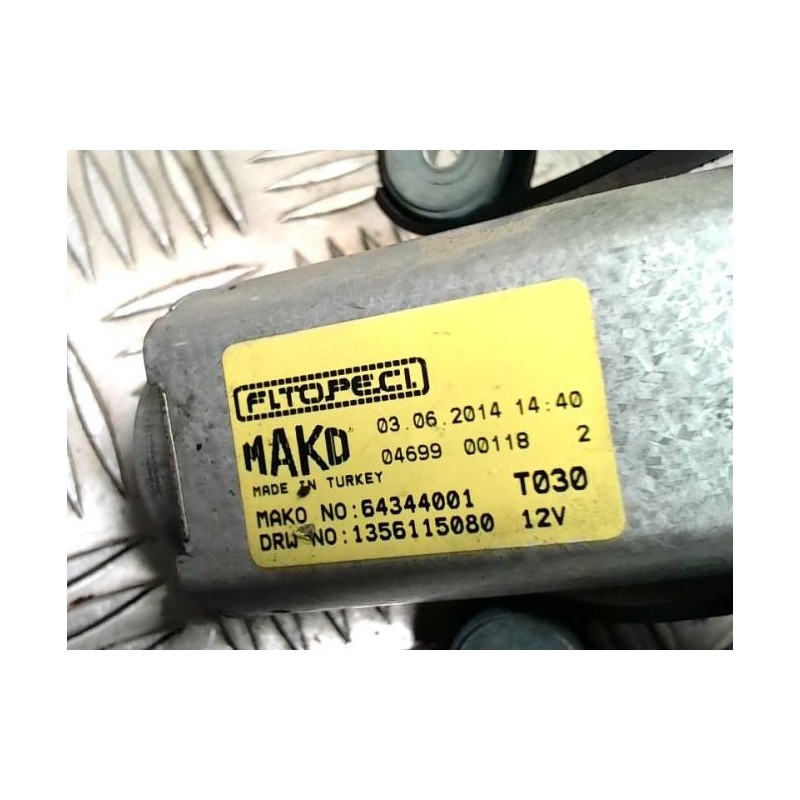 FITOPE.C.I.
MAKO 03.06.2014 14:40
04699 00118 2
MADE IN TURKEY
MAKO NO:64344001 T030
DRW NO:1356115080 12V